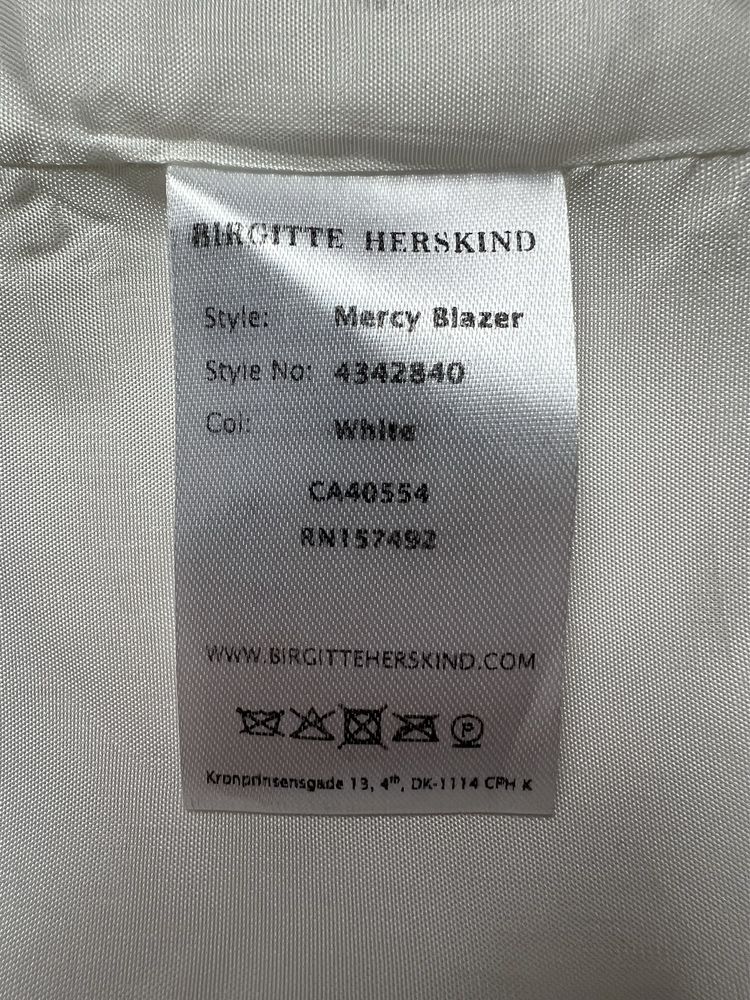 BIRGITTE HERSKIND
Style: Mercy Blazer
Style No: 4342840
Col: White
CA40554
RN157492
WWW.BIRGITTEHERSKIND.COM
P
Kronprinsensgade 13, 4th, DK-1114 CPH K